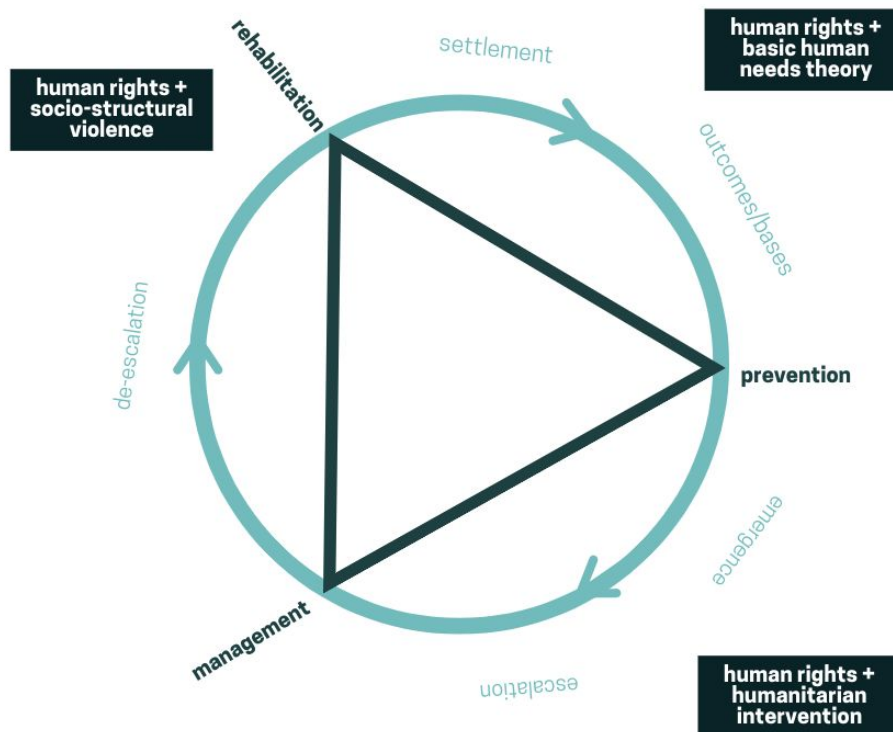 rehabilitation
settlement
human rights +
basic human
needs theory
human rights +
socio-structural
violence
outcomes/bases
de-escalation
prevention
emergence
management
escalation
human rights +
humanitarian
intervention